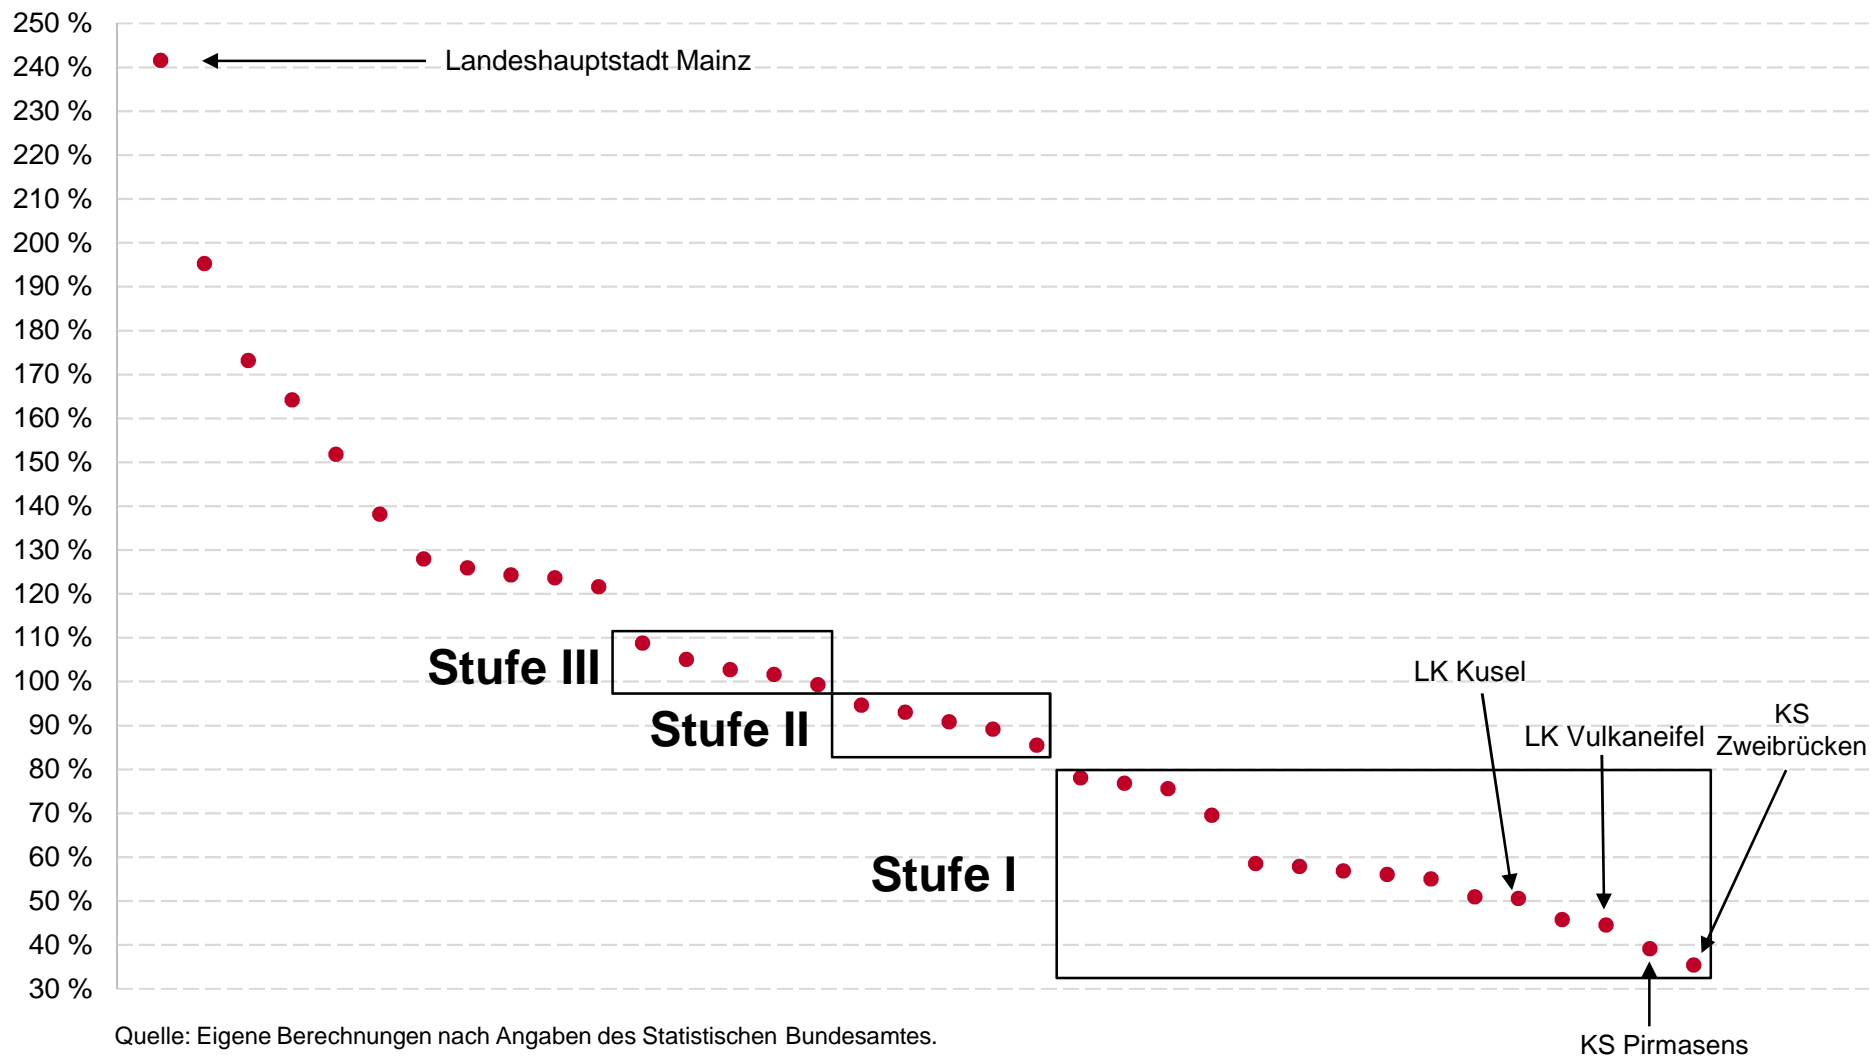 250 %
240 %
230 %
220 %
210 %
200 %
190 %
180 %
170 %
160 %
150 %
140 %
130 %
120 %
110 %
100 %
90 %
80 %
70 %
60 %
50 %
40 %
30 %
Landeshauptstadt Mainz
Stufe III
Stufe II
Stufe I
LK Kusel
LK Vulkaneifel
KS
Zweibrücken
KS Pirmasens
Quelle: Eigene Berechnungen nach Angaben des Statistischen Bundesamtes.